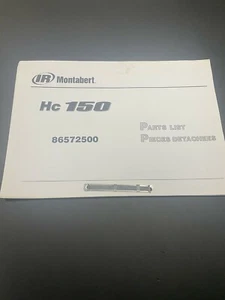 IR Montabert.
Hc 150
86572500
PARTS LIST
PIECES DETACHEES